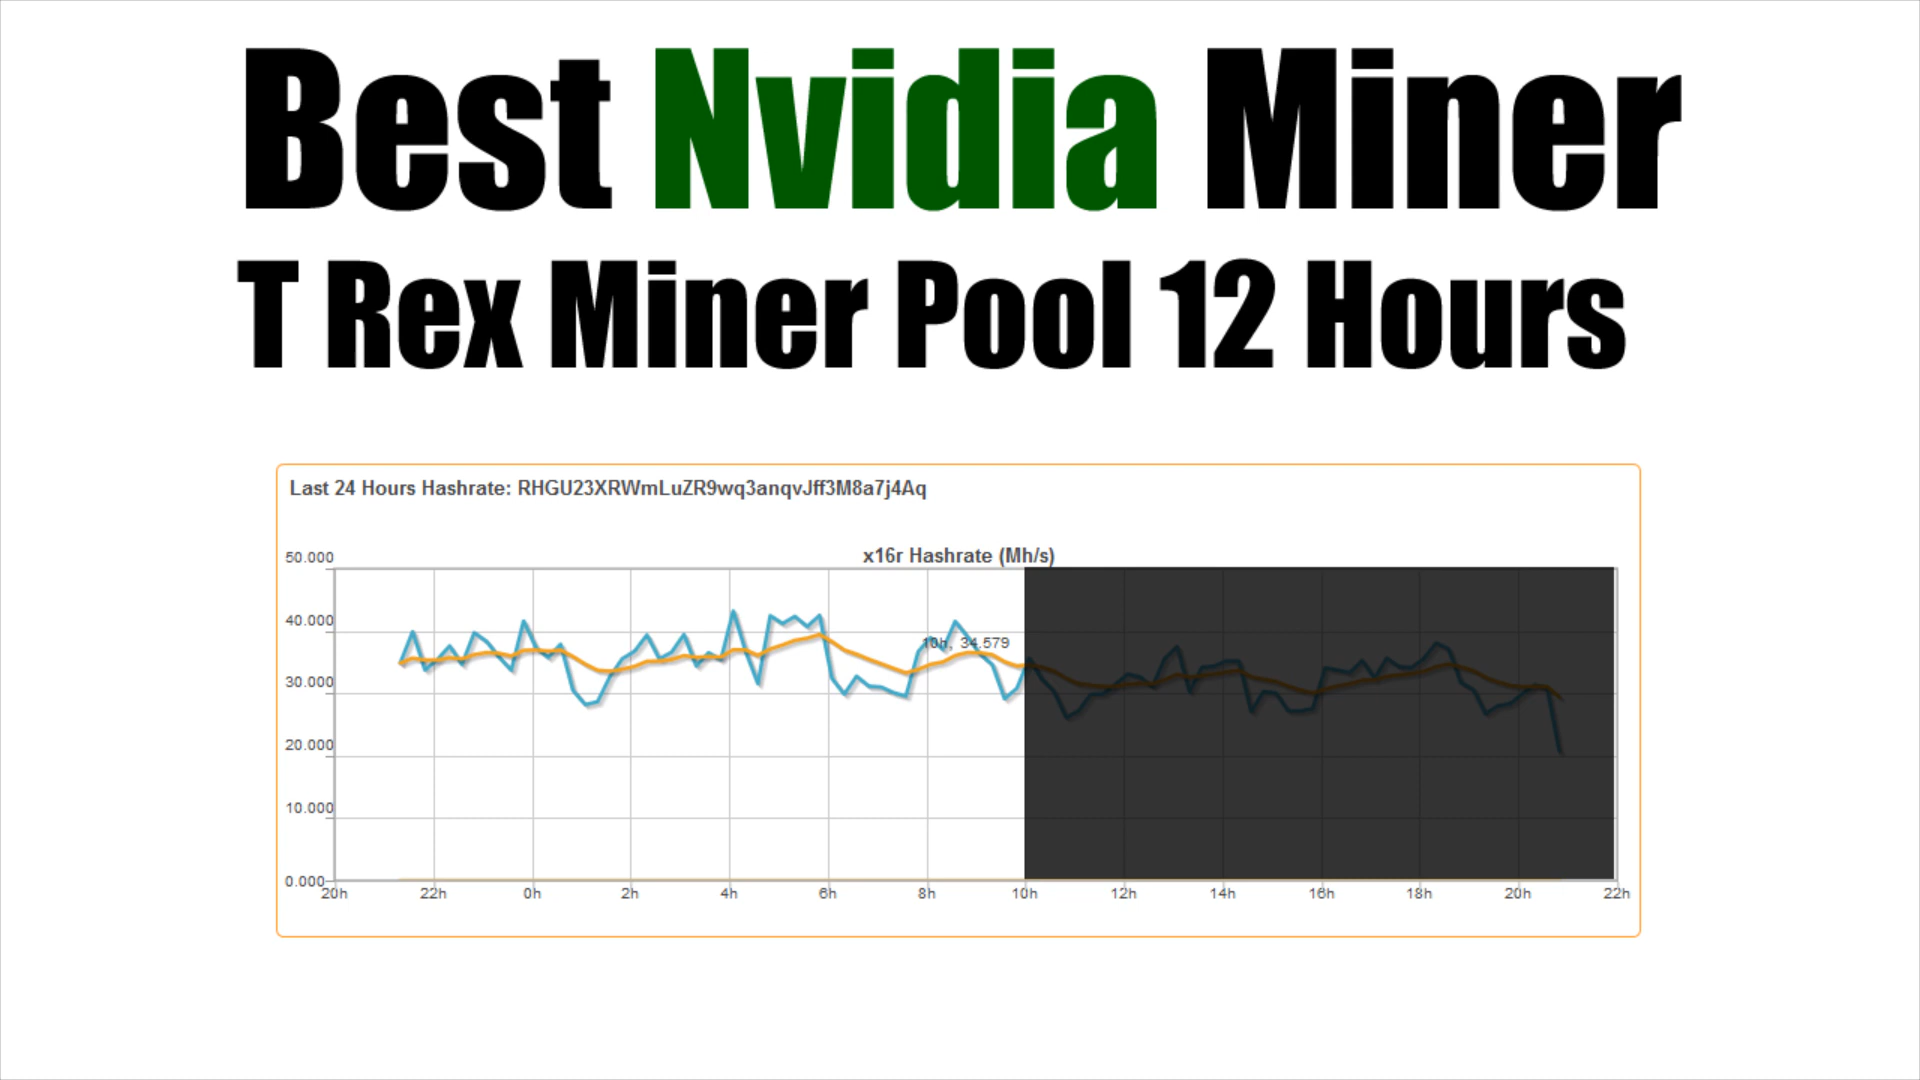 Best Nvidia Miner
T Rex Miner Pool 12 Hours
Last 24 Hours Hashrate: RHGU23XRWmLuZR9wq3anqvJff3M8a7j4Aq
x16r Hashrate (Mh/s)
50.000
40.000
10h, 34.579
30.000
20.000
10.000
0.000
20h 22h 0h 2h 4h 6h 8h 10h 12h 14h 16h 18h 20h 22h